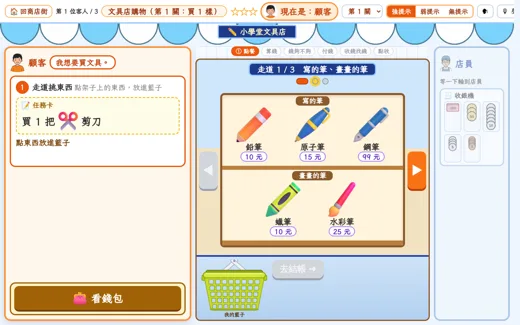 回商店街
第 1 位客人 / 3
文具店購物（第 1 關：買 1 樣）
現在是：顧客
第 1 關
強提示
弱提示
無提示
小學堂文具店
顧客
我想要買文具。
1 走道挑東西 點架子上的東西，放進籃子
任務卡
買 1 把 剪刀
點東西放進籃子
看錢包
走道 1 / 3 寫的筆、畫畫的筆
寫的筆
鉛筆
10 元
原子筆
15 元
鋼筆
99 元
畫畫的筆
蠟筆
10 元
水彩筆
25 元
我的籃子
去結帳
店員
收銀機